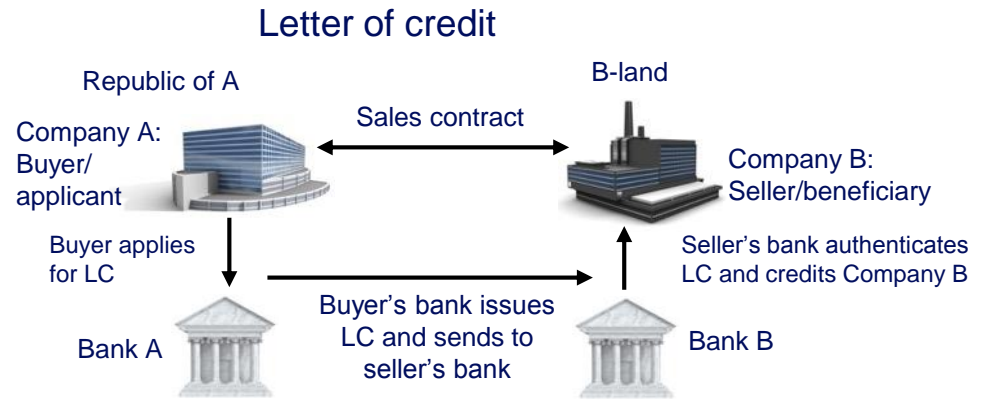 Letter of credit
Republic of A
B-land
Company A:
Buyer/
applicant
Sales contract
Company B:
Seller/beneficiary
Buyer applies
for LC
Seller’s bank authenticates
LC and credits Company B
Buyer’s bank issues
LC and sends to
seller’s bank
Bank A
Bank B